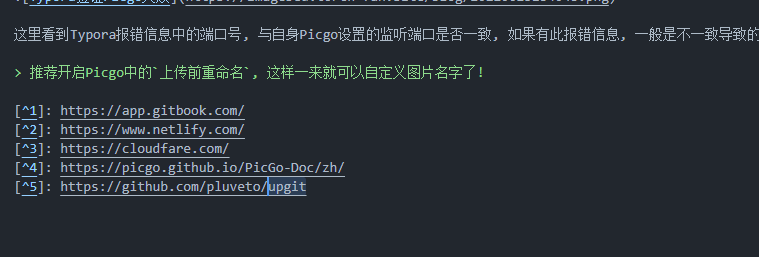 这里看到Typora报错信息中的端口号, 与自身Picgo设置的监听端口是否一致, 如果有此报错信息, 一般是不一致导致的
> 推荐开启Picgo中的`上传前重命名`, 这样一来就可以自定义图片名字了!
[^1]: https://app.gitbook.com/
[^2]: https://www.netlify.com/
[^3]: https://cloudfare.com/
[^4]: https://picgo.github.io/PicGo-Doc/zh/
[^5]: https://github.com/pluveto/upgit